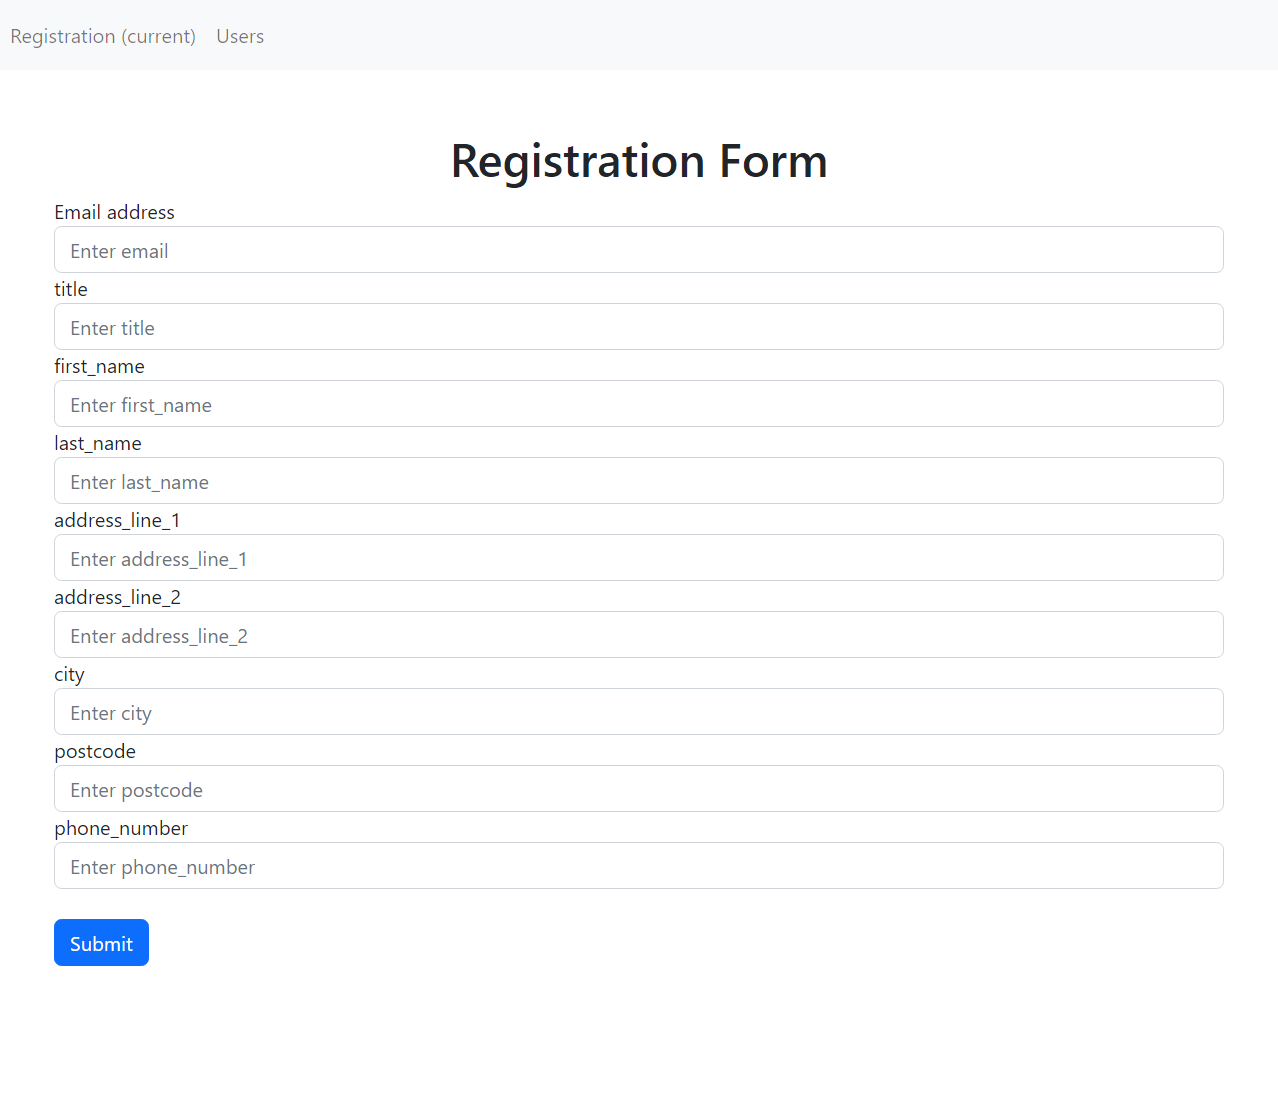 Registration (current) Users
Registration Form
Email address
Enter email
title
Enter title
first_name
Enter first_name
last_name
Enter last_name
address_line_1
Enter address_line_1
address_line_2
Enter address_line_2
city
Enter city
postcode
Enter postcode
phone_number
Enter phone_number
Submit